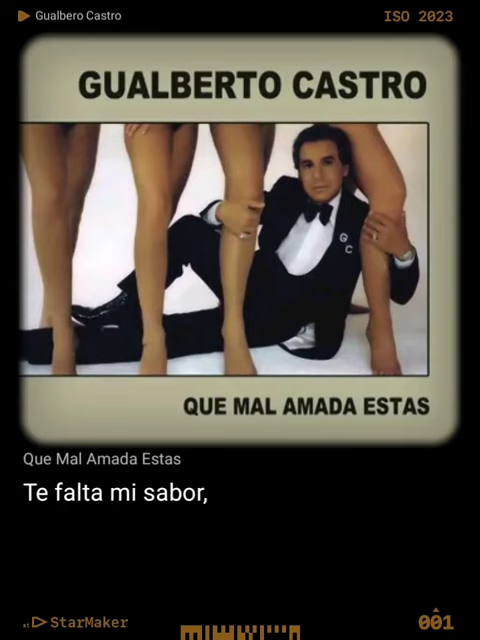 Gualbero Castro
ISO 2023
GUALBERTO CASTRO
G
C
QUE MAL AMADA ESTAS
Que Mal Amada Estas
Te falta mi sabor,
StarMaker
001